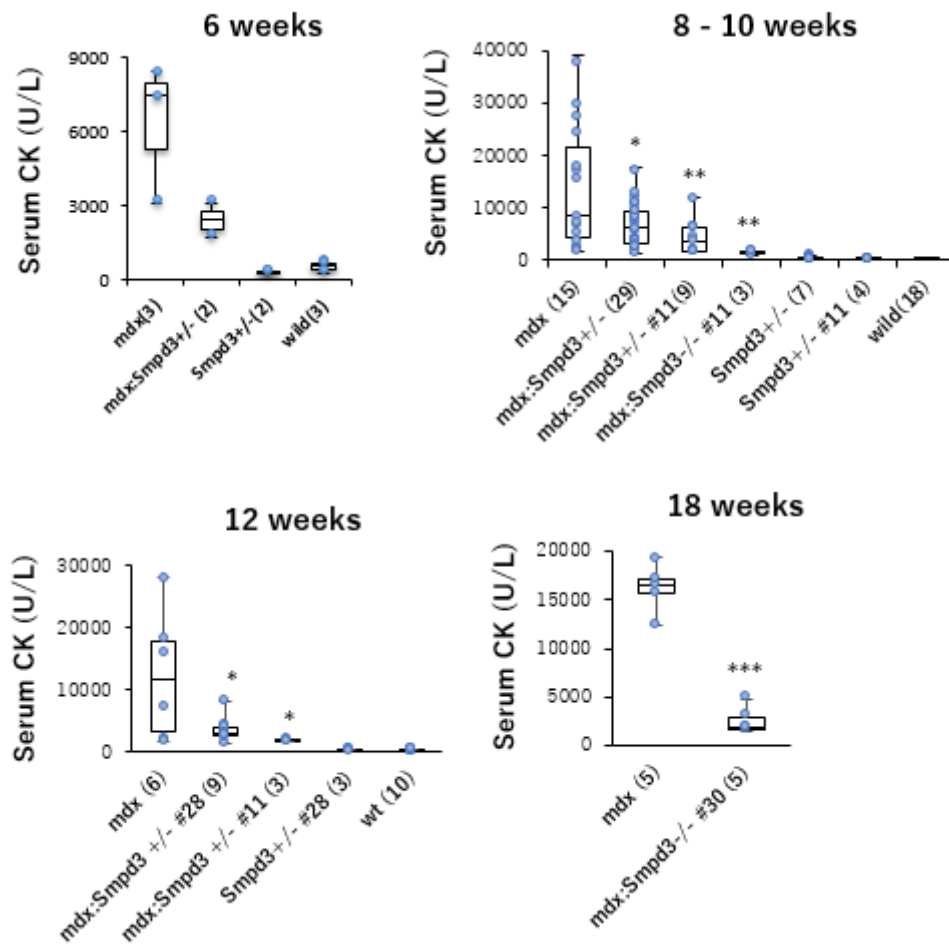 6 weeks
Serum CK (U/L)
9000
6000
3000
0
mdx(3)
mdx:Smpd3+/- (2)
Smpd3+/-(2)
wild(3)
8 - 10 weeks
Serum CK (U/L)
40000
30000
20000
10000
0
*
**
**
mdx (15)
mdx:Smpd3+/- (29)
mdx:Smpd3+/- #11(9)
mdx:Smpd3-/- #11 (3)
Smpd3+/- (7)
Smpd3+/- #11 (4)
wild(18)
12 weeks
Serum CK (U/L)
30000
20000
10000
0
*
*
mdx (6)
mdx:Smpd3 +/- #28 (9)
mdx:Smpd3 +/- #11 (3)
Smpd3+/- #28 (3)
wt (10)
18 weeks
Serum CK (U/L)
20000
15000
10000
5000
0
***
mdx (5)
mdx:Smpd3-/- #30 (5)